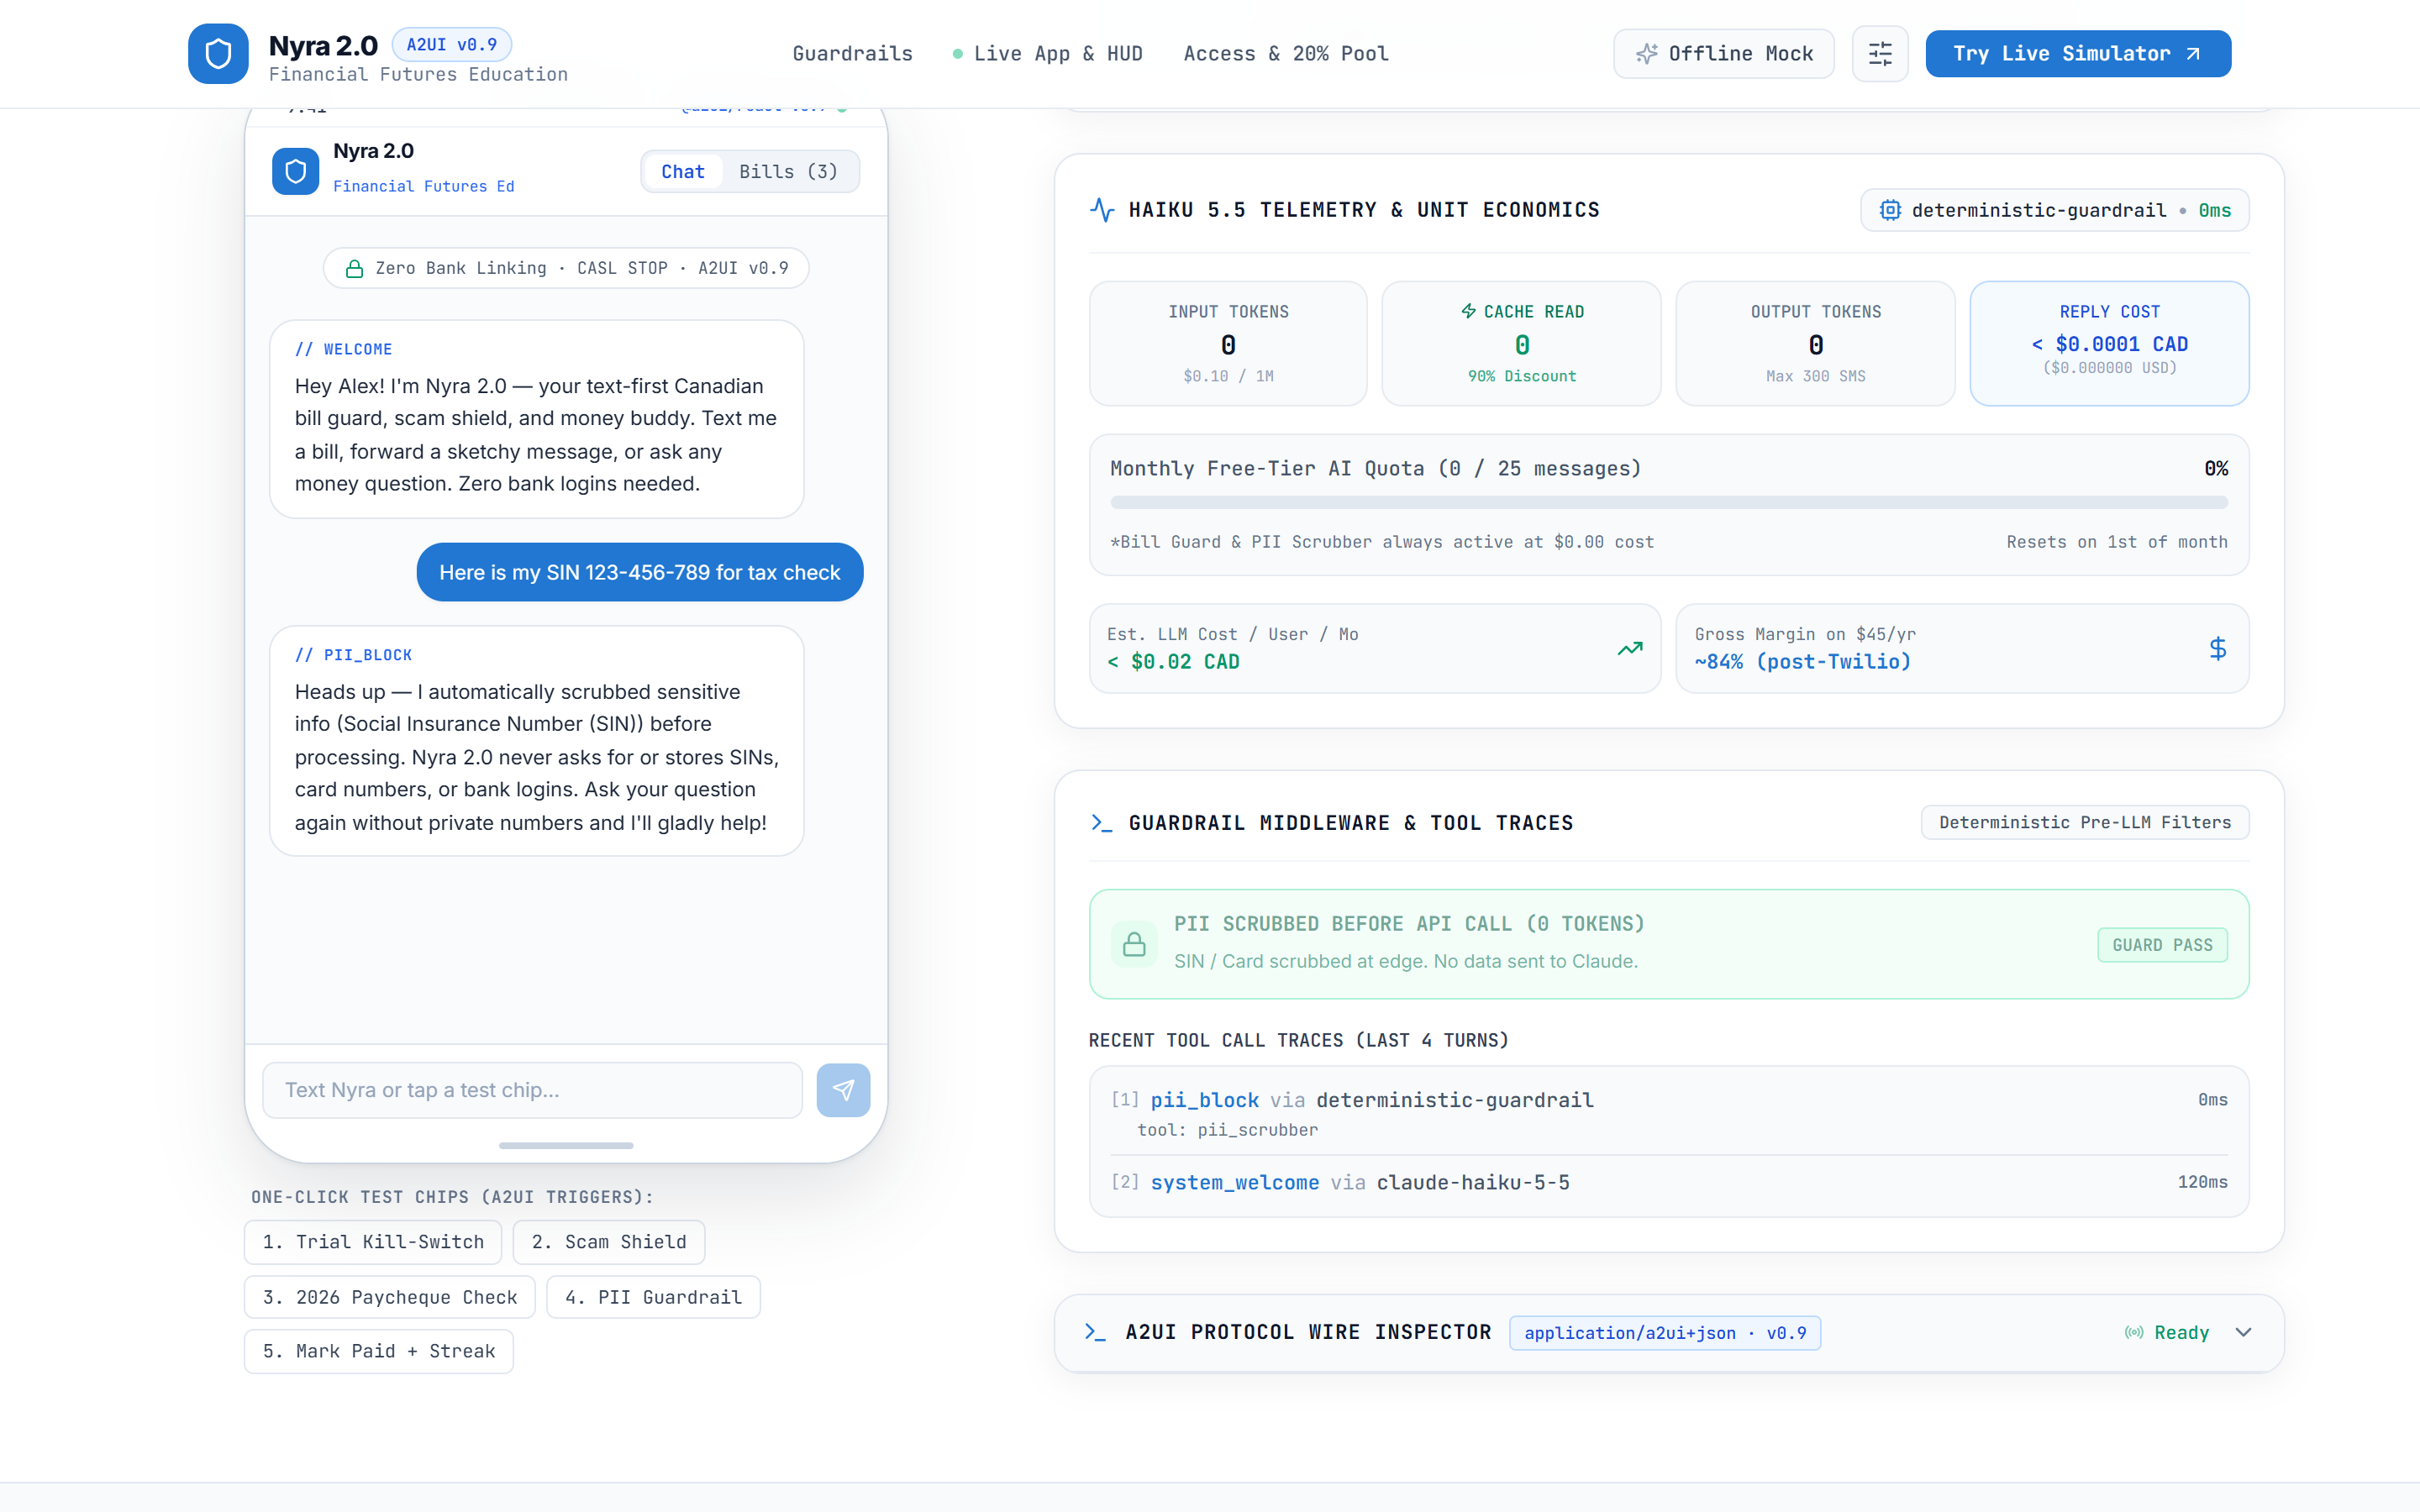 Nyra 2.0
A2UI v0.9
Financial Futures Education
Guardrails
Live App & HUD
Access & 20% Pool
Offline Mock
Try Live Simulator
Nyra 2.0
Financial Futures Ed
Chat
Bills (3)
Zero Bank Linking · CASL STOP · A2UI v0.9
// WELCOME
Hey Alex! I'm Nyra 2.0 — your text-first Canadian
bill guard, scam shield, and money buddy. Text me
a bill, forward a sketchy message, or ask any
money question. Zero bank logins needed.
Here is my SIN 123-456-789 for tax check
// PII_BLOCK
Heads up — I automatically scrubbed sensitive
info (Social Insurance Number (SIN)) before
processing. Nyra 2.0 never asks for or stores SINs,
card numbers, or bank logins. Ask your question
again without private numbers and I'll gladly help!
Text Nyra or tap a test chip...
ONE-CLICK TEST CHIPS (A2UI TRIGGERS):
1. Trial Kill-Switch
2. Scam Shield
3. 2026 Paycheque Check
4. PII Guardrail
5. Mark Paid + Streak
HAIKU 5.5 TELEMETRY & UNIT ECONOMICS
deterministic-guardrail • 0ms
INPUT TOKENS
0
$0.10 / 1M
CACHE READ
0
90% Discount
OUTPUT TOKENS
0
Max 300 SMS
REPLY COST
< $0.0001 CAD
($0.000000 USD)
Monthly Free-Tier AI Quota (0 / 25 messages)
0%
*Bill Guard & PII Scrubber always active at $0.00 cost
Resets on 1st of month
Est. LLM Cost / User / Mo
< $0.02 CAD
Gross Margin on $45/yr
~84% (post-Twilio)
GUARDRAIL MIDDLEWARE & TOOL TRACES
Deterministic Pre-LLM Filters
PII SCRUBBED BEFORE API CALL (0 TOKENS)
SIN / Card scrubbed at edge. No data sent to Claude.
GUARD PASS
RECENT TOOL CALL TRACES (LAST 4 TURNS)
[1] pii_block via deterministic-guardrail
0ms
tool: pii_scrubber
[2] system_welcome via claude-haiku-5-5
120ms
A2UI PROTOCOL WIRE INSPECTOR
application/a2ui+json · v0.9
Ready